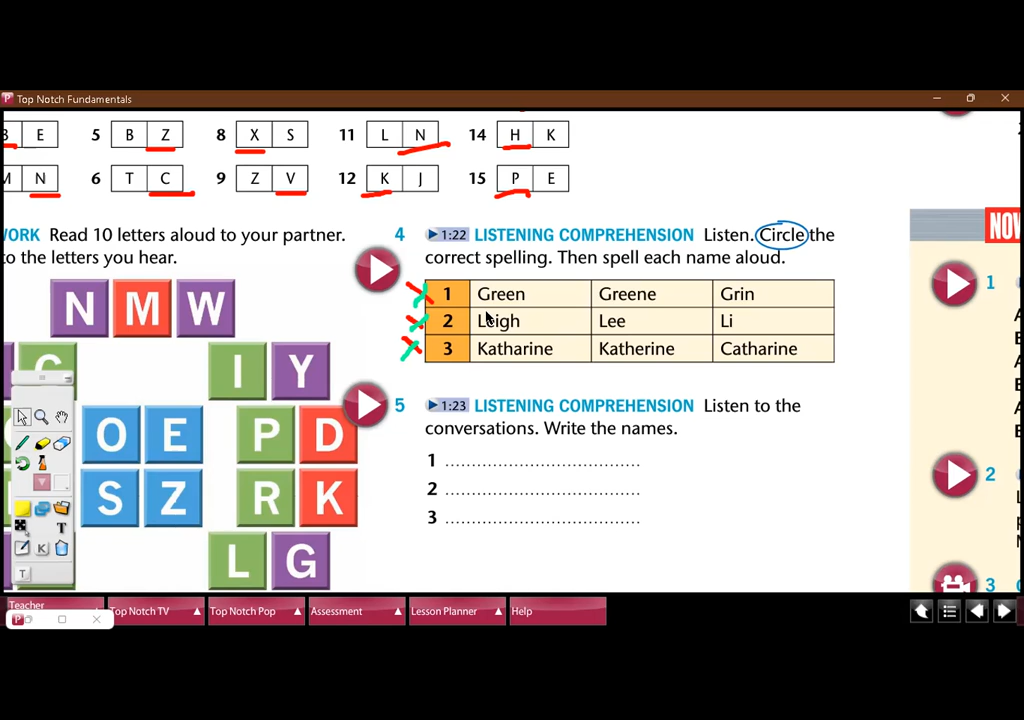 Top Notch Fundamentals
E 5 B Z 8 X S 11 L N 14 H K
N 6 T C 9 Z V 12 K J 15 P E
WORK Read 10 letters aloud to your partner.
to the letters you hear.
N M W
I Y
O E P D
S Z R K
L G
4 1:22 LISTENING COMPREHENSION Listen. Circle the
correct spelling. Then spell each name aloud.
1 Green Greene Grin
2 Leigh Lee Li
3 Katharine Katherine Catharine
5 1:23 LISTENING COMPREHENSION Listen to the
conversations. Write the names.
1
2
3
NOW
1
2
3
T
K
T
Teacher
Top Notch TV
Top Notch Pop
Assessment
Lesson Planner
Help